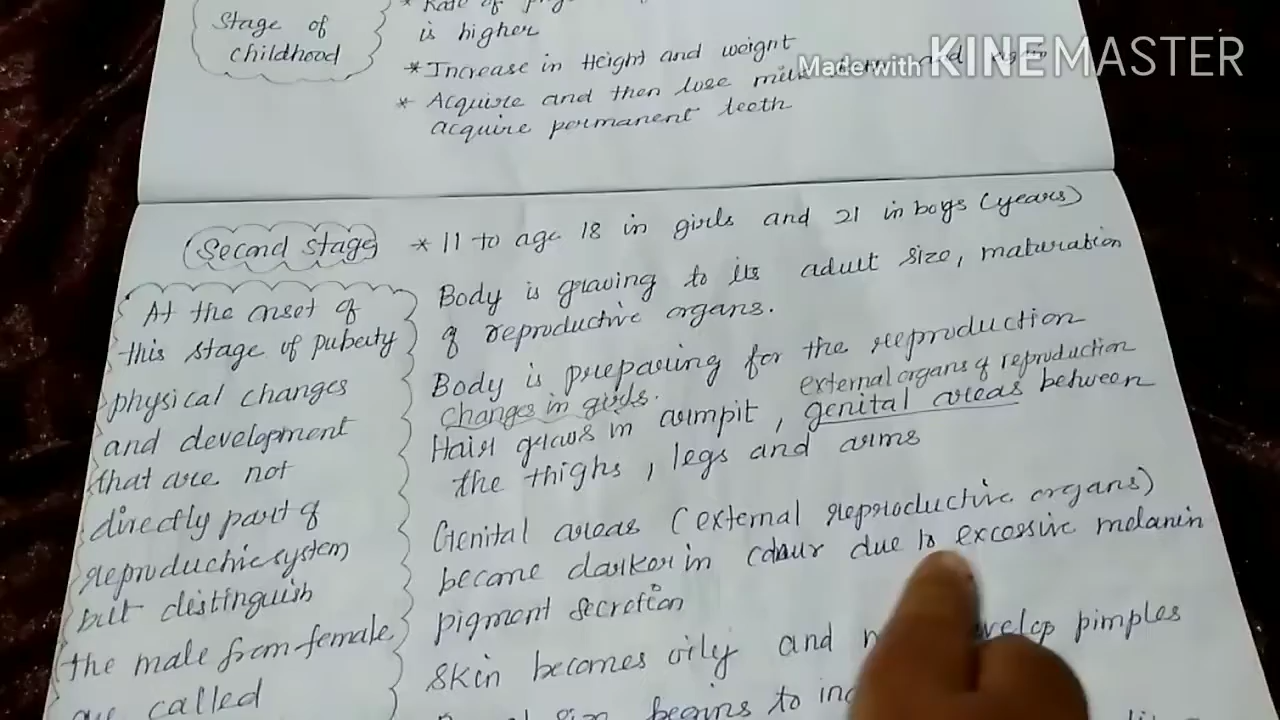 Stage of
childhood
* Rate of
is higher
* Increase in Height and weight
* Acquire and then lose milk
acquire permanent teeth
Made with KINEMASTER
Second stage
* 11 to age 18 in girls and 21 in boys (years)
Body is growing to its adult size, maturation
of reproductive organs.
Body is preparing for the reeproduction
changes in girls.
external organs of reproduction
Hair grows in armpit, genital areas between
the thighs, legs and arms
Genital areas (external reproductive organs)
become darker in colour due to excessive melanin
pigment secretion
Skin becomes oily and develop pimples
begins to
At the onset of
this stage of puberty
physical changes
and development
that are not
directly part of
reproductive system
but distinguish
the male from female
are called